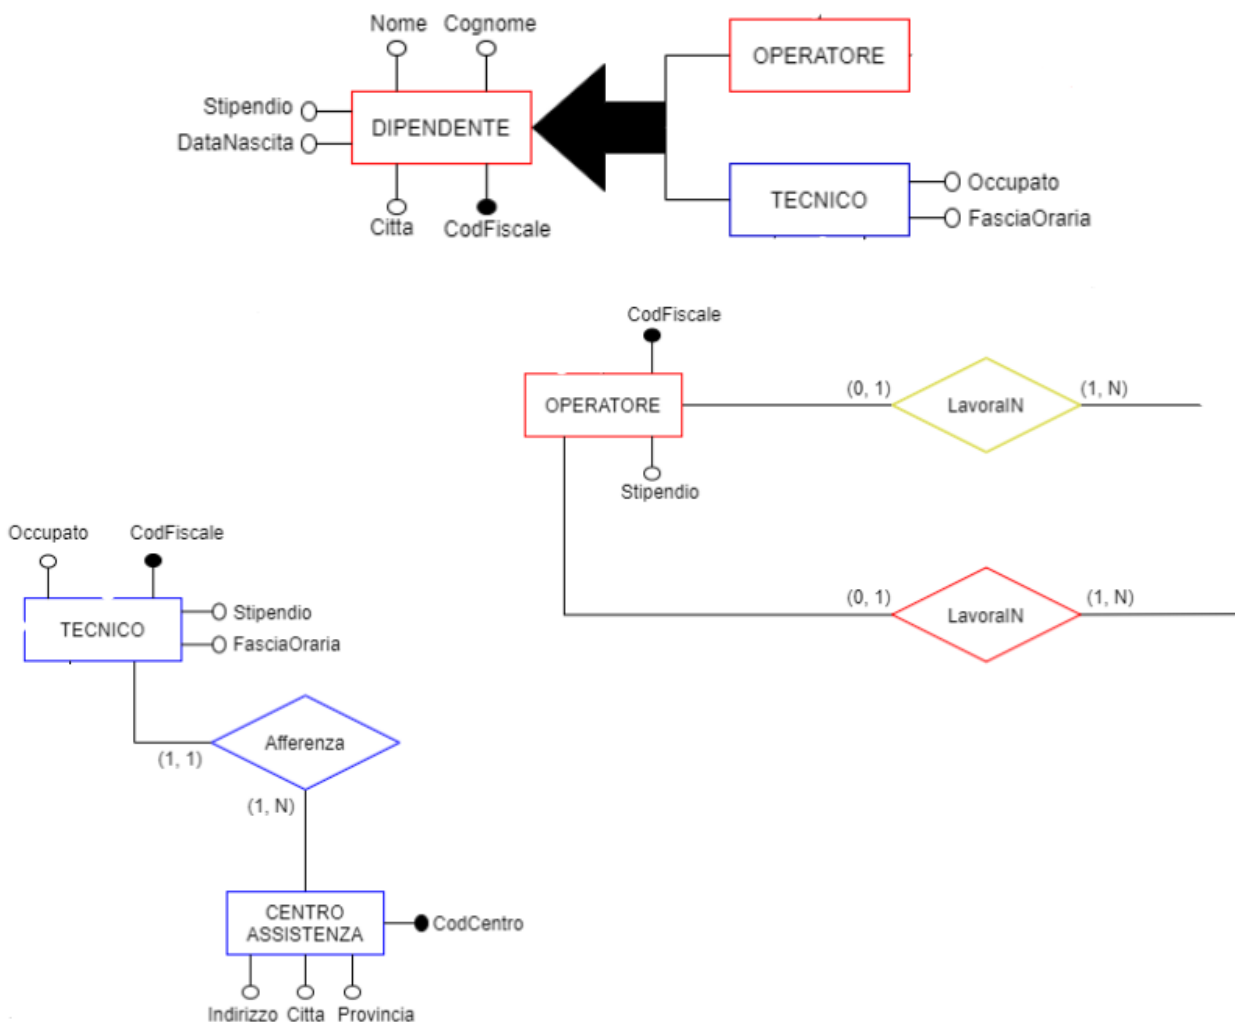 Nome Cognome
OPERATORE
Stipendio
DIPENDENTE
DataNascita
Occupato
TECNICO
FasciaOraria
Citta CodFiscale
CodFiscale
(0, 1) (1, N)
OPERATORE LavoraIN
Stipendio
Occupato CodFiscale
(0, 1) (1, N)
Stipendio
TECNICO LavoraIN
FasciaOraria
Afferenza
(1, 1)
(1, N)
CENTRO
ASSISTENZA
CodCentro
Indirizzo Citta Provincia